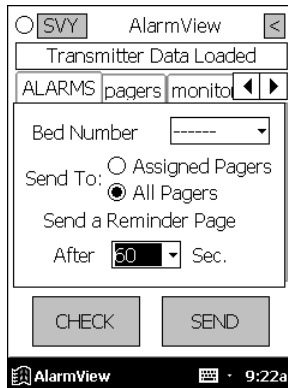 SVY AlarmView <
Transmitter Data Loaded
ALARMS pagers monitor
Bed Number ------
Send To: Assigned Pagers
All Pagers
Send a Reminder Page
After 60 Sec.
CHECK SEND
AlarmView 9:22a